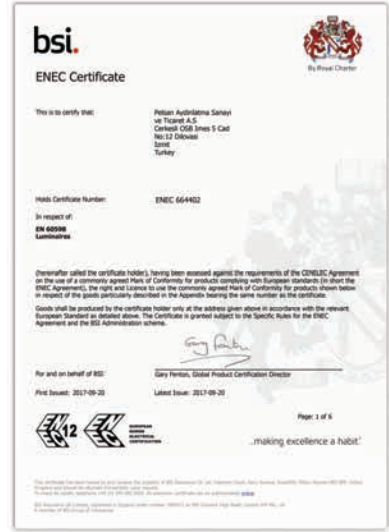 bsi.
By Royal Charter
ENEC Certificate
This is to certify that:
Pelsan Aydinlatma Sanayi
ve Ticaret A.S
Cerkesli OSB Imes 5 Cad
No:12 Dilovasi
Izmit
Turkey
Holds Certificate Number:
ENEC 664402
In respect of:
EN 60598
Luminaires
(hereinafter called the certificate holder), having been assessed against the requirements of the CENELEC Agreement
on the use of a commonly agreed Mark of Conformity for products complying with European standards (in short the
ENEC Agreement), the right and Licence to use the commonly agreed Mark of Conformity for products shown below
in respect of the goods particularly described in the Appendix bearing the same number as the certificate.
Goods shall be produced by the certificate holder only at the address given above in accordance with the relevant
European Standard as detailed above. The Certificate is granted subject to the Specific Rules for the ENEC
Agreement and the BSI Administration scheme.
For and on behalf of BSI:
Gary Fenton, Global Product Certification Director
First Issued: 2017-09-20
Latest Issue: 2017-09-20
Page: 1 of 6
12
EUROPEAN
NORMS
ELECTRICAL
CERTIFICATION
...making excellence a habit.